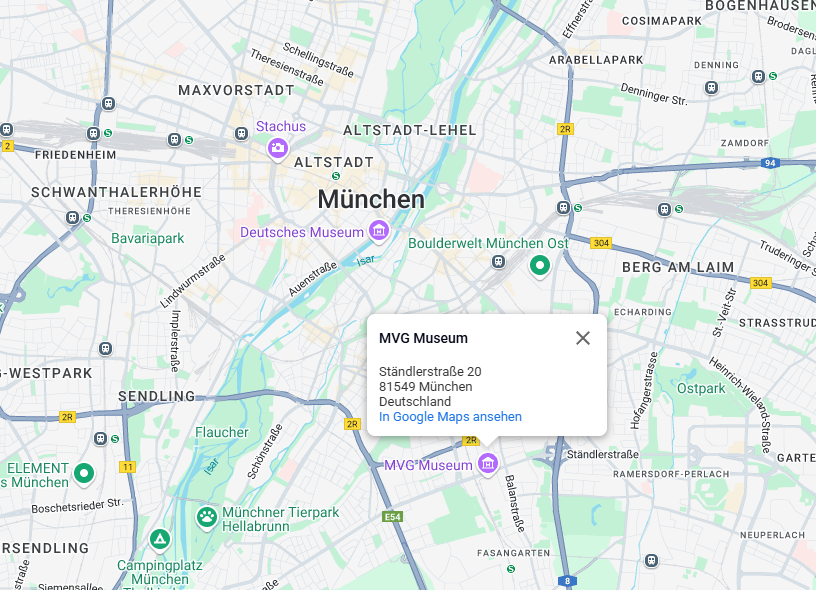 BOGENHAUSEN
COSIMAPARK
Effnerstraße
Brodersens
Schellingstraße
Theresienstraße
ARABELLAPARK
DENNING
MAXVORSTADT
Denninger Str.
Stachus
ALTSTADT-LEHEL
2R
2
FRIEDENHEIM
ALTSTADT
ZAMDORF
94
SCHWANTHALERHÖHE
München
THERESIENHÖHE
Bavariapark
Deutsches Museum
Boulderwelt München Ost
304
Truderinger Str.
Isar
Lindwurmstraße
Auenstraße
BERG AM LAIM
304
St.-Veit-Str
Implerstraße
ECHARDING
STRASSTRUD
MVG Museum
Ständlerstraße 20
81549 München
Deutschland
In Google Maps ansehen
G-WESTPARK
SENDLING
Hofangerstraße
Heinrich-Wieland-Straße
Ostpark
2R
2R
2R
Flaucher
Schönstraße
Ständlerstraße
GARTE
11
Isar
ELEMENT
s München
MVG Museum
RAMERSDORF-PERLACH
Balanstraße
Boschetsrieder Str.
Münchner Tierpark
Hellabrunn
E54
NEUPERLACH
RSENDLING
FASANGARTEN
Campingplatz
München
Siemensallee
8